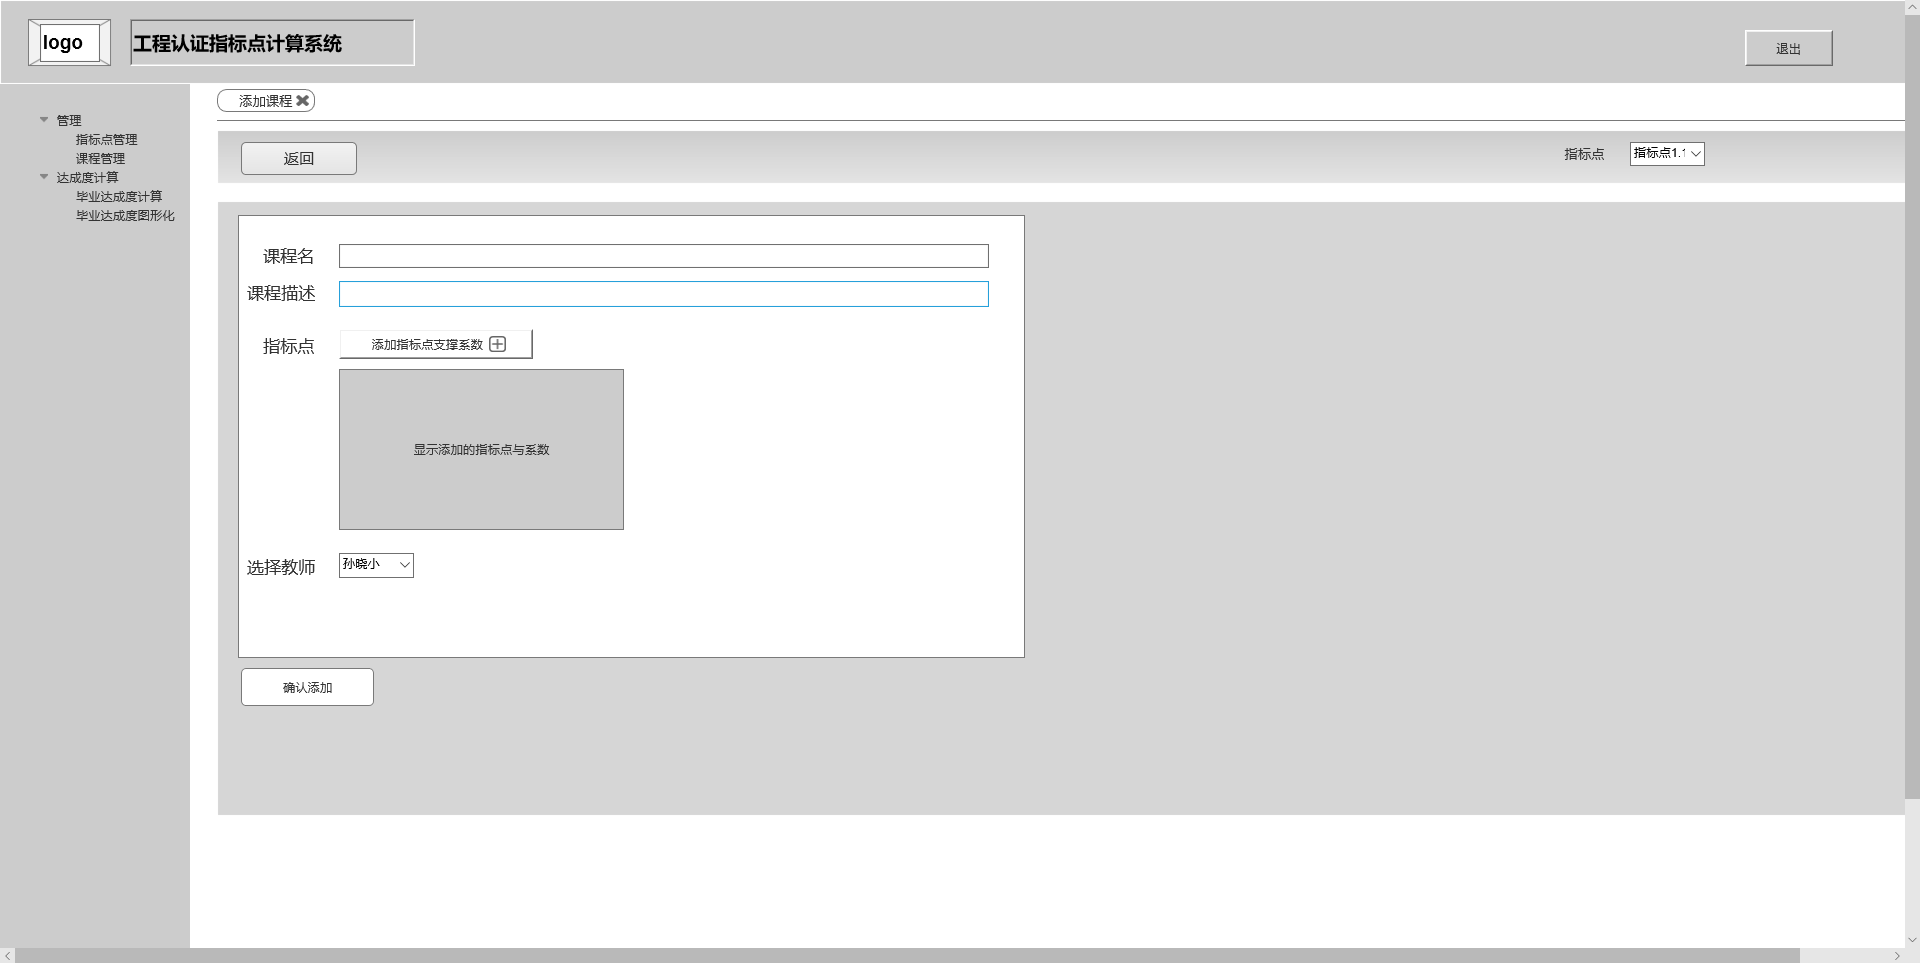 logo
工程认证指标点计算系统
退出
管理
指标点管理
课程管理
达成度计算
毕业达成度计算
毕业达成度图形化
添加课程
返回
指标点
指标点1.1
课程名
课程描述
指标点
添加指标点支撑系数
显示添加的指标点与系数
选择教师
孙晓小
确认添加